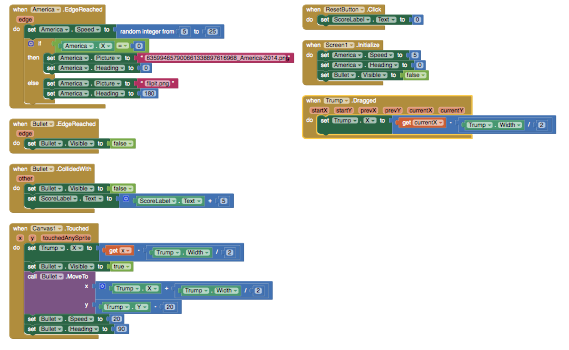 when America .EdgeReached
edge
do set America . Speed to random integer from 5 to 25
if America . X = 0
then set America . Picture to " 6359946579006613389761696​8_America-2014.png "
set America . Heading to 0
else set America . Picture to " flipit.png "
set America . Heading to 180
when Bullet .EdgeReached
edge
do set Bullet . Visible to false
when Bullet .CollidedWith
other
do set Bullet . Visible to false
set ScoreLabel . Text to ScoreLabel . Text + 5
when Canvas1 .Touched
x y touchedAnySprite
do set Trump . X to get x - Trump . Width / 2
set Bullet . Visible to true
call Bullet .MoveTo
x Trump . X + Trump . Width / 2
y Trump . Y - 20
set Bullet . Speed to 20
set Bullet . Heading to 90
when ResetButton .Click
do set ScoreLabel . Text to 0
when Screen1 .Initialize
do set America . Speed to 5
set America . Heading to 0
set Bullet . Visible to false
when Trump .Dragged
startX startY prevX prevY currentX currentY
do set Trump . X to get currentX - Trump . Width / 2